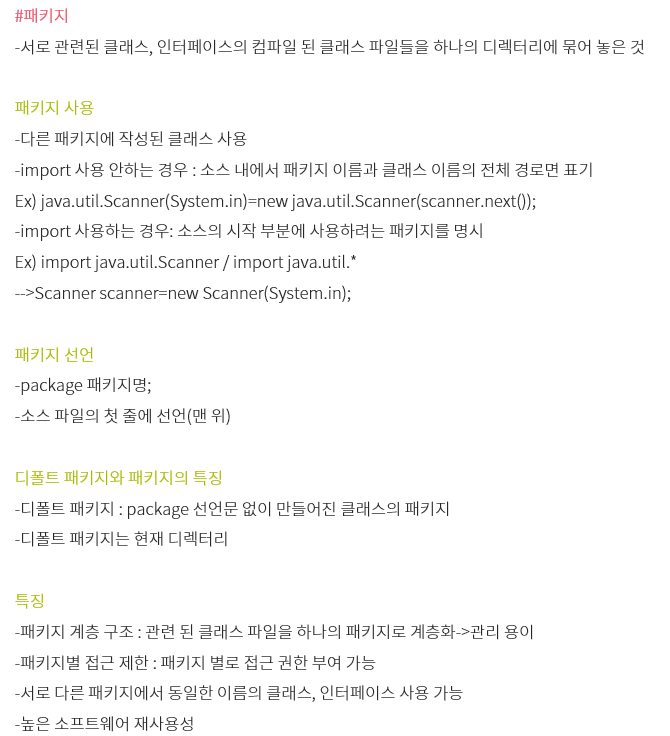 #패키지
-서로 관련된 클래스, 인터페이스의 컴파일 된 클래스 파일들을 하나의 디렉터리에 묶어 놓은 것
패키지 사용
-다른 패키지에 작성된 클래스 사용
-import 사용 안하는 경우 : 소스 내에서 패키지 이름과 클래스 이름의 전체 경로면 표기
Ex) java.util.Scanner(System.in)=new java.util.Scanner(scanner.next());
-import 사용하는 경우: 소스의 시작 부분에 사용하려는 패키지를 명시
Ex) import java.util.Scanner / import java.util.*
-->Scanner scanner=new Scanner(System.in);
패키지 선언
-package 패키지명;
-소스 파일의 첫 줄에 선언(맨 위)
디폴트 패키지와 패키지의 특징
-디폴트 패키지 : package 선언문 없이 만들어진 클래스의 패키지
-디폴트 패키지는 현재 디렉터리
특징
-패키지 계층 구조 : 관련 된 클래스 파일을 하나의 패키지로 계층화->관리 용이
-패키지별 접근 제한 : 패키지 별로 접근 권한 부여 가능
-서로 다른 패키지에서 동일한 이름의 클래스, 인터페이스 사용 가능
-높은 소프트웨어 재사용성